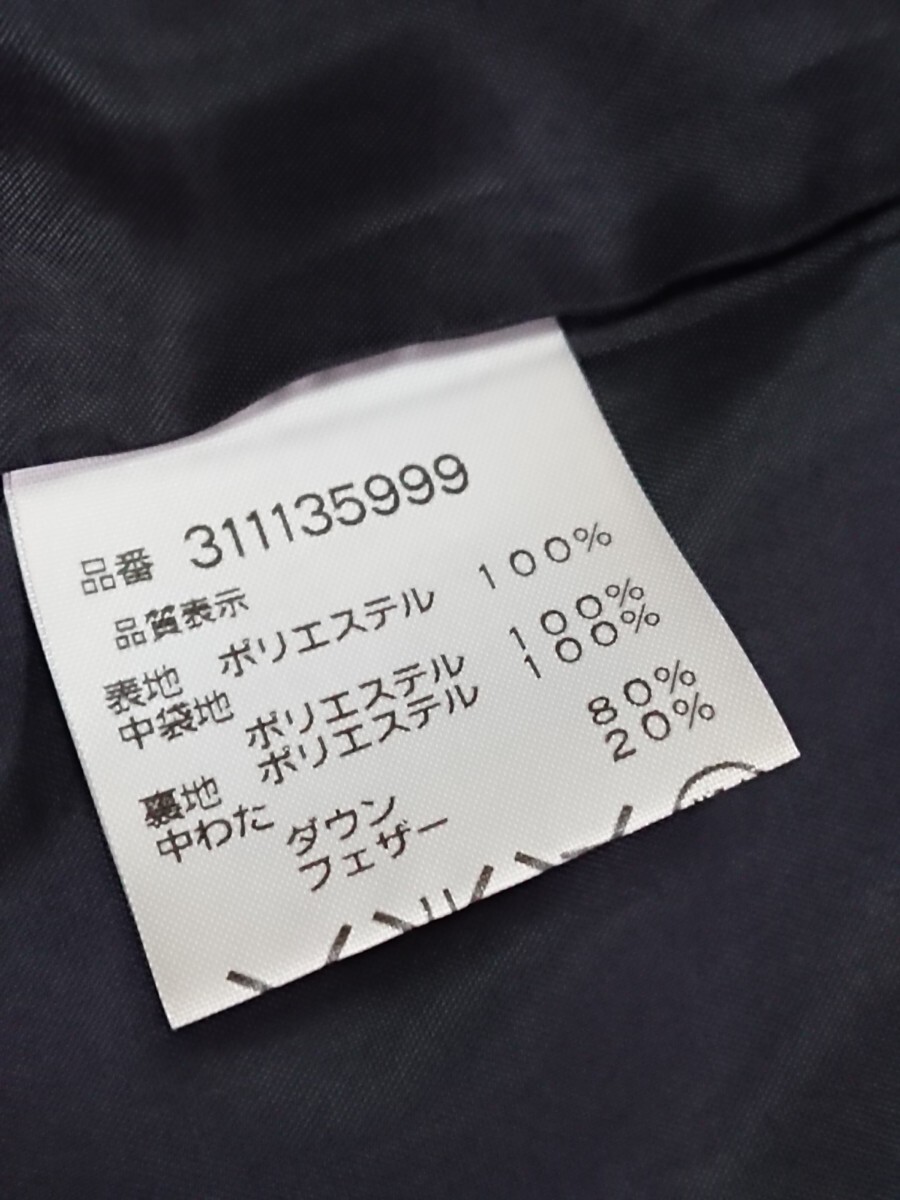 品番 311135999
品質表示
表地 ポリエステル 100%
中袋地 ポリエステル 100%
裏地 ポリエステル 100%
中わた ダウン 80%
フェザー 20%